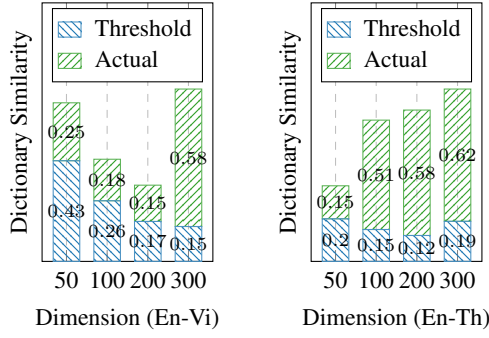 Dictionary Similarity
Threshold
Actual
0.25
0.18
0.15
0.58
0.43
0.26
0.17
0.15
50 100 200 300
Dimension (En-Vi)
Dictionary Similarity
Threshold
Actual
0.15
0.51
0.58
0.62
0.2
0.15
0.12
0.19
50 100 200 300
Dimension (En-Th)